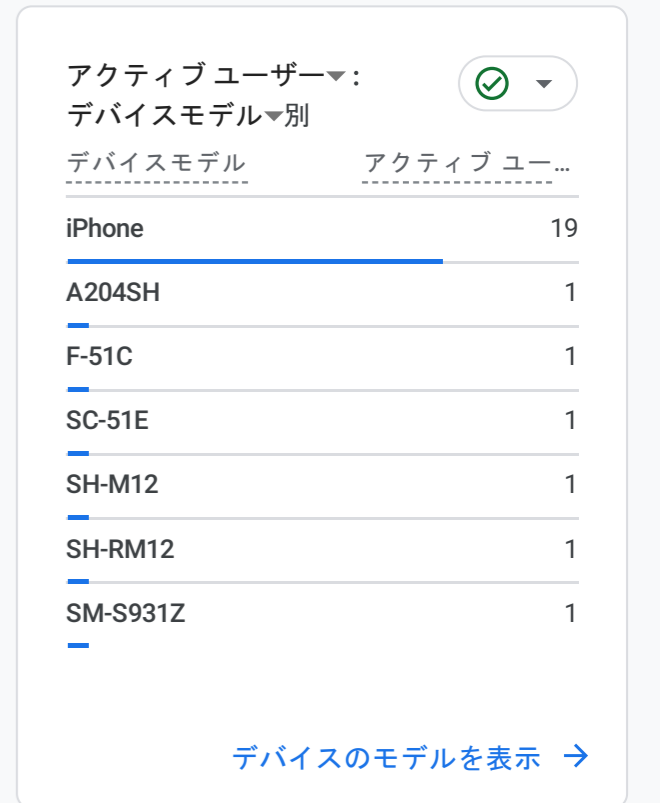 アクティブ ユーザー▼:
デバイスモデル▼別
デバイスモデル アクティブ ユー…
iPhone 19
A204SH 1
F-51C 1
SC-51E 1
SH-M12 1
SH-RM12 1
SM-S931Z 1
デバイスのモデルを表示 →